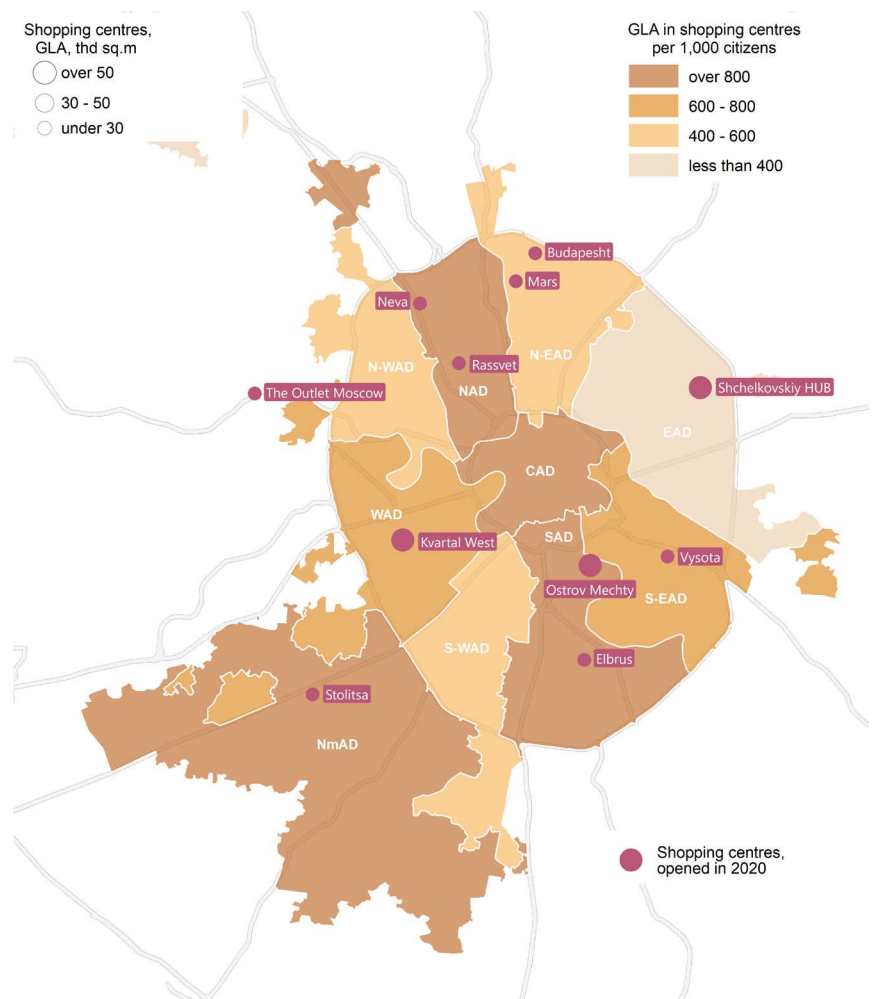 Shopping centres,
GLA, thd sq.m
over 50
30 - 50
under 30
GLA in shopping centres
per 1,000 citizens
over 800
600 - 800
400 - 600
less than 400
Budapesht
Mars
Neva
N-WAD
N-EAD
Rassvet
NAD
The Outlet Moscow
Shchelkovskiy HUB
EAD
CAD
WAD
Kvartal West
SAD
Vysota
Ostrov Mechty
S-EAD
S-WAD
Elbrus
Stolitsa
NmAD
Shopping centres,
opened in 2020